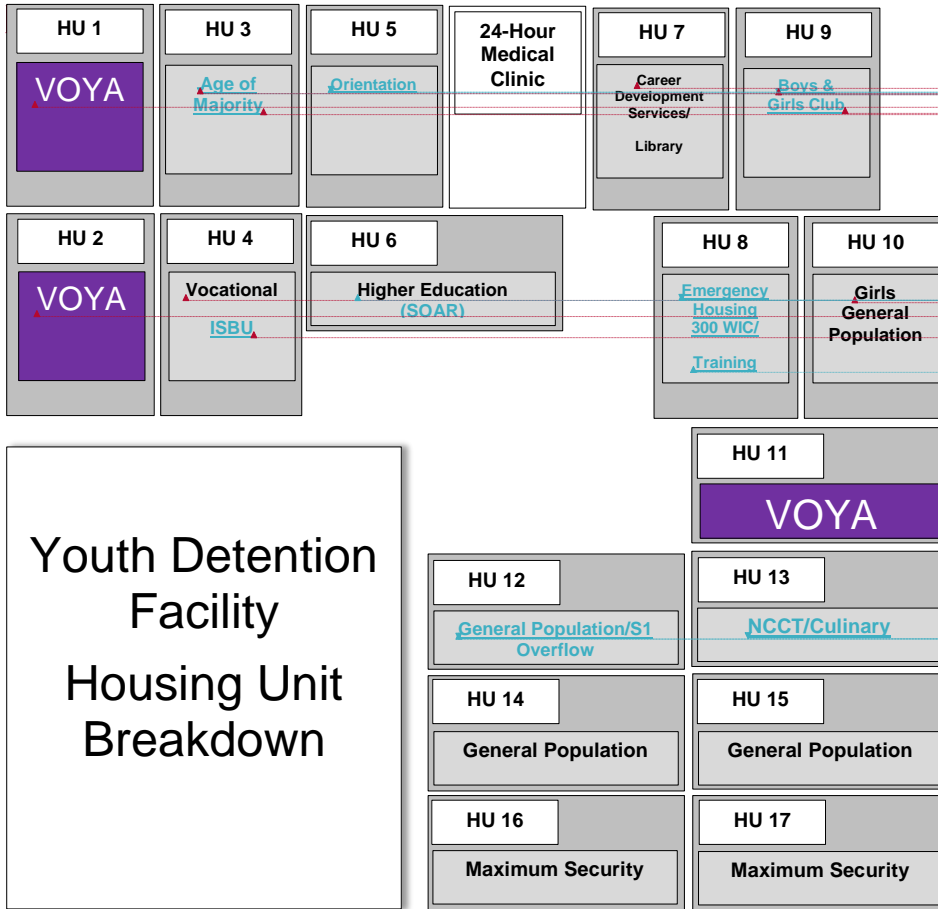 HU 1
VOYA
HU 3
Age of
Majority
HU 5
Orientation
24-Hour
Medical
Clinic
HU 7
Career
Development
Services/
Library
HU 9
Boys &
Girls Club
HU 2
VOYA
HU 4
Vocational
ISBU
HU 6
Higher Education
(SOAR)
HU 8
Emergency
Housing
300 WIC/
Training
HU 10
Girls
General
Population
HU 11
VOYA
Youth Detention
Facility
Housing Unit
Breakdown
HU 12
General Population/S1
Overflow
HU 13
NCCT/Culinary
HU 14
General Population
HU 15
General Population
HU 16
Maximum Security
HU 17
Maximum Security